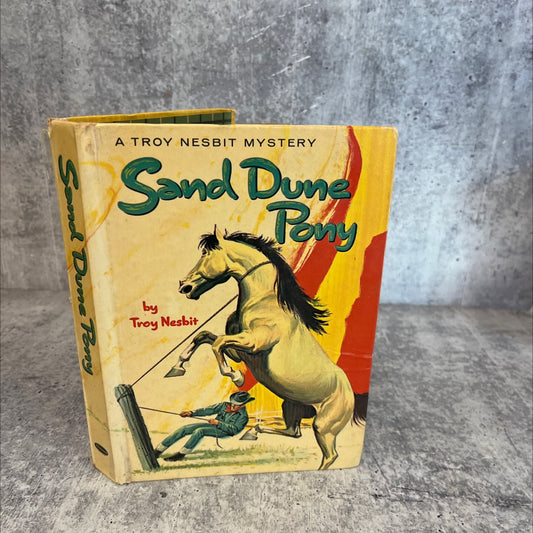 A TROY NESBIT MYSTERY
Sand Dune
Pony
by
Troy Nesbit
Sand Dune Pony